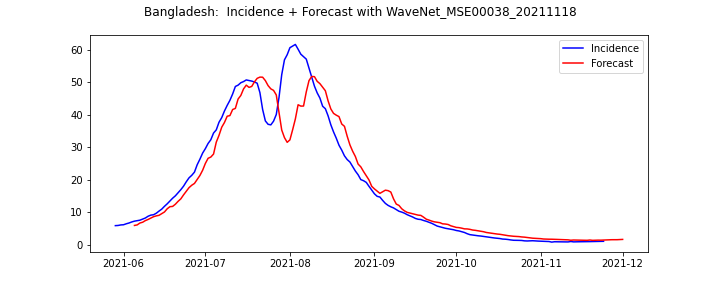 Bangladesh:  Incidence + Forecast with WaveNet_MSE00038_20211118
Incidence
Forecast
60
50
40
30
20
10
0
2021-06 2021-07 2021-08 2021-09 2021-10 2021-11 2021-12